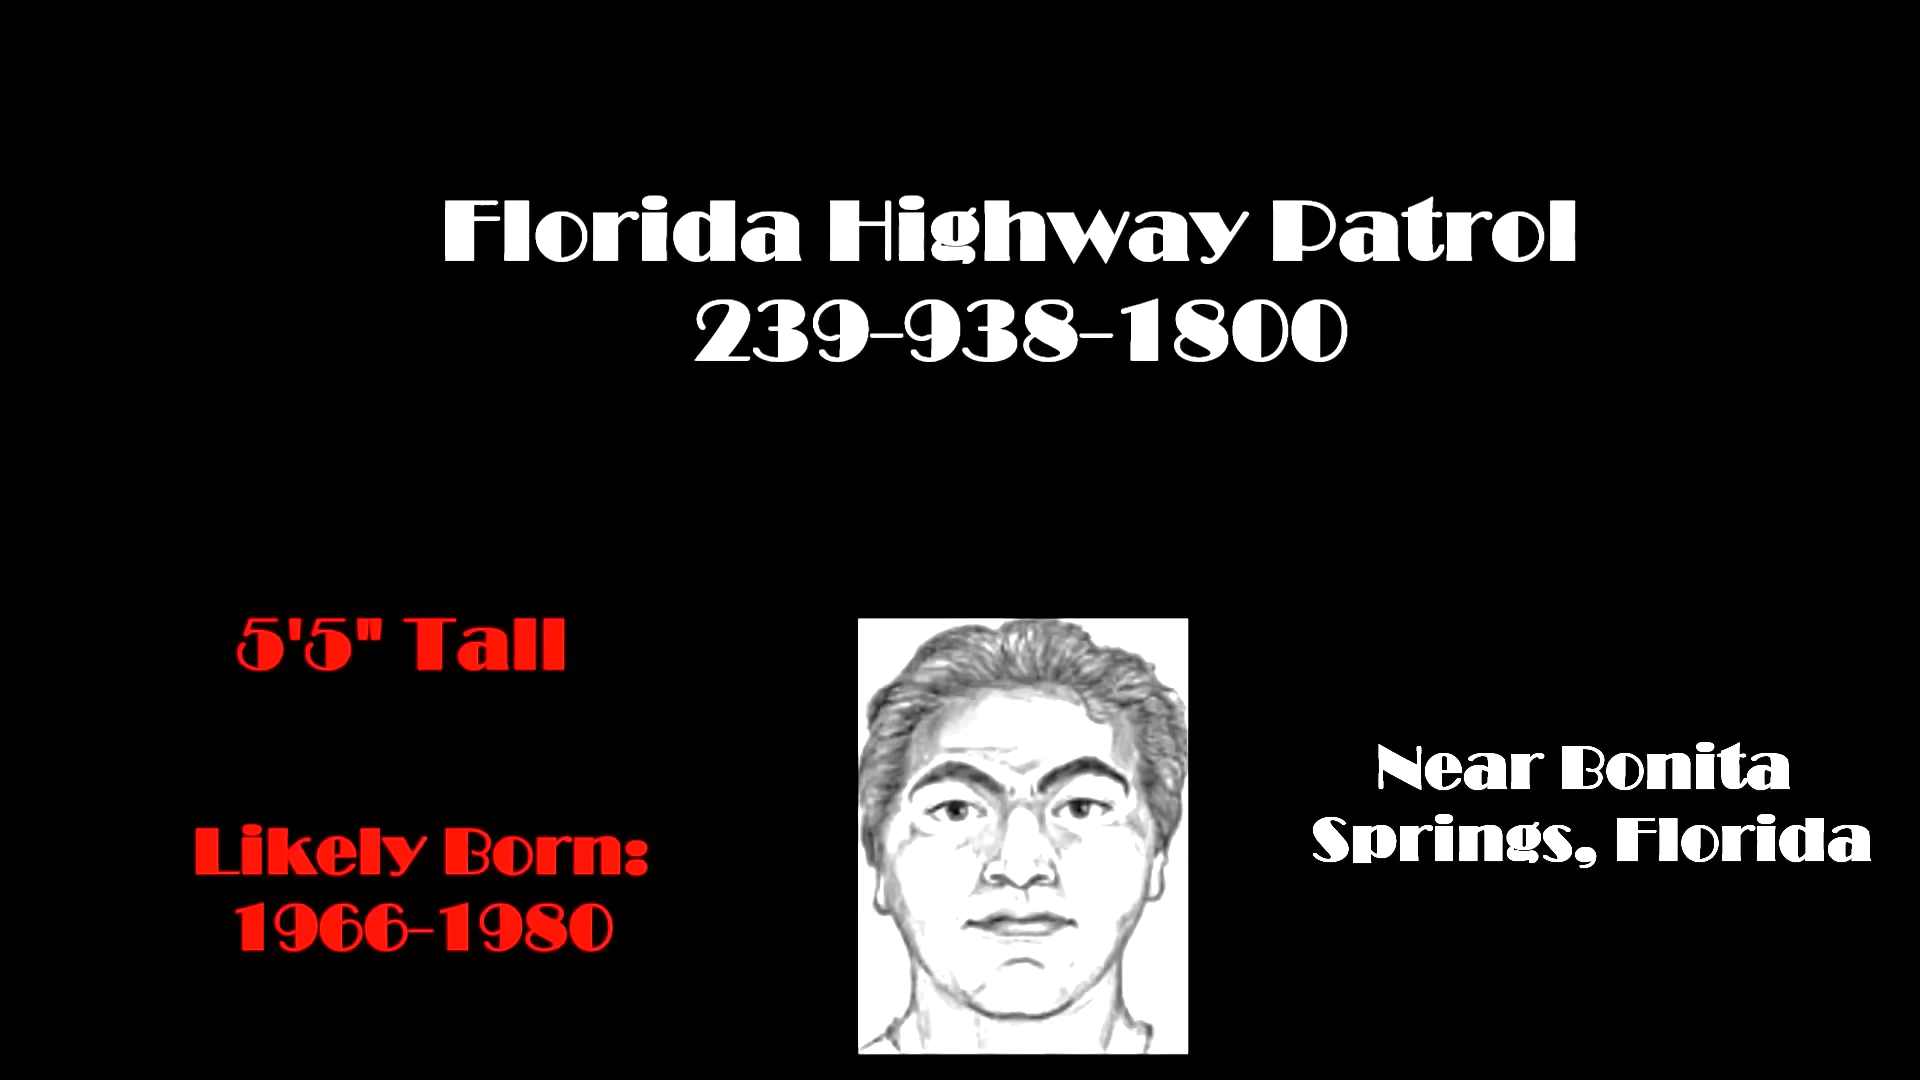 Florida Highway Patrol
239-938-1800
5'5" Tall
Likely Born:
1966-1980
Near Bonita
Springs, Florida